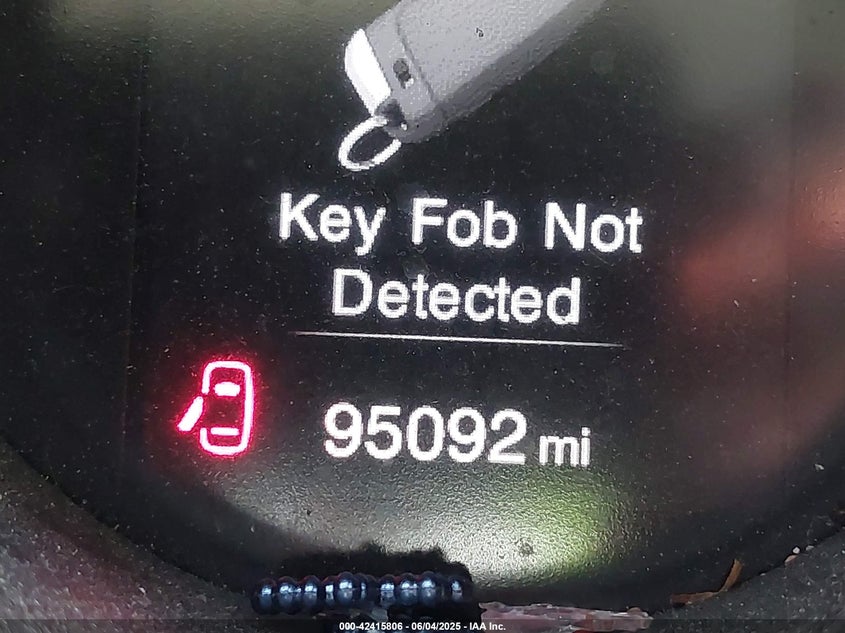 Key Fob Not
Detected
95092 mi
000-42415806 - 06/04/2025 - IAA Inc.